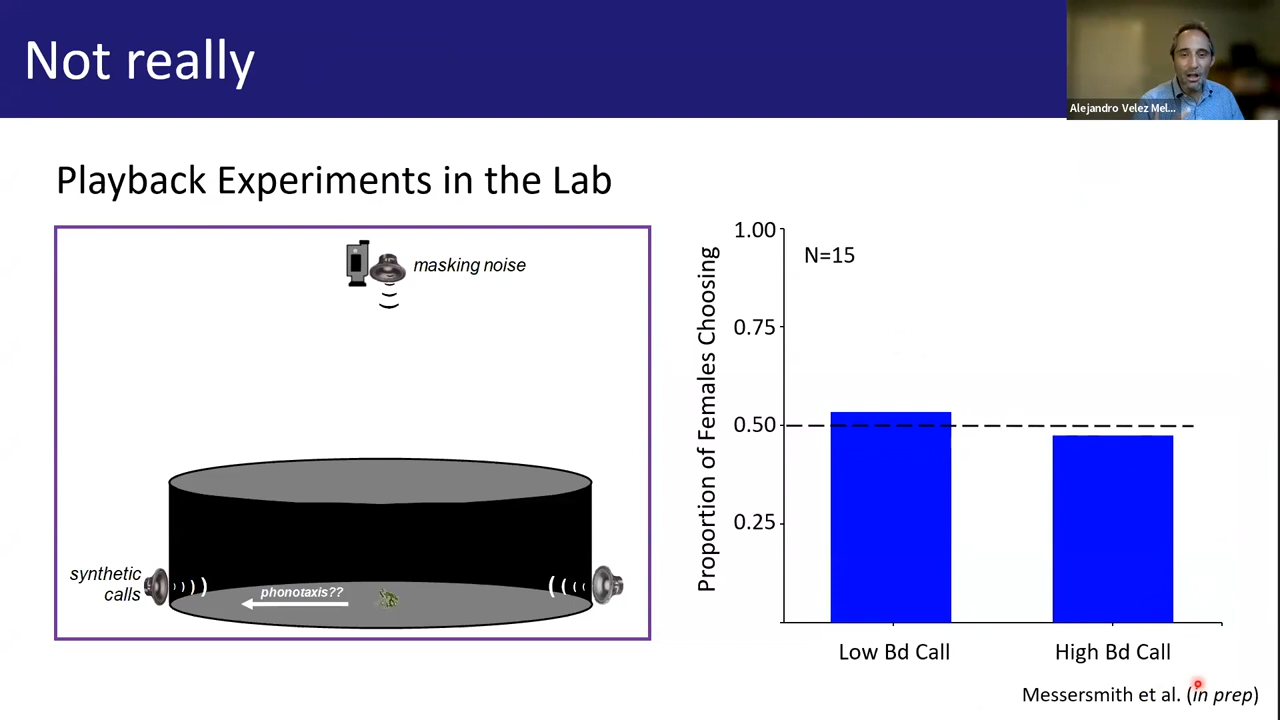 Not really
Alejandro Velez Mel...
Playback Experiments in the Lab
masking noise
synthetic
calls
phonotaxis??
Proportion of Females Choosing
1.00
0.75
0.50
0.25
N=15
Low Bd Call
High Bd Call
Messersmith et al. (in prep)